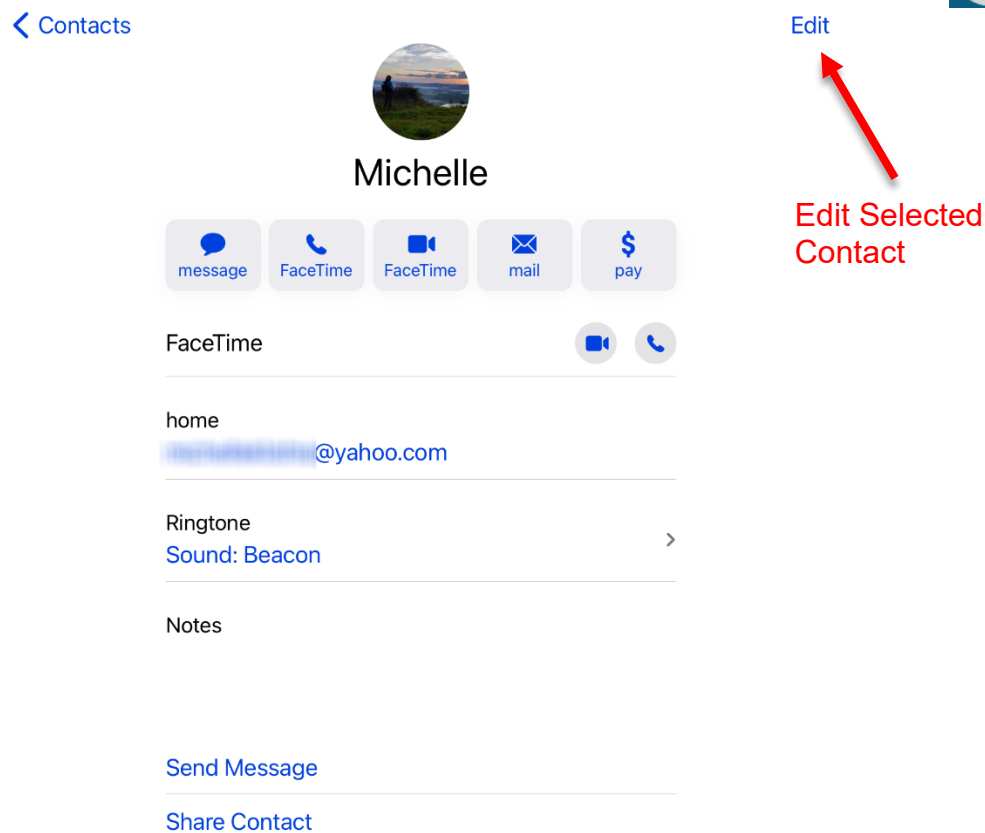 Contacts
Edit
Michelle
Edit Selected
Contact
message
FaceTime
FaceTime
mail
$
pay
FaceTime
home
@yahoo.com
Ringtone
Sound: Beacon
Notes
Send Message
Share Contact